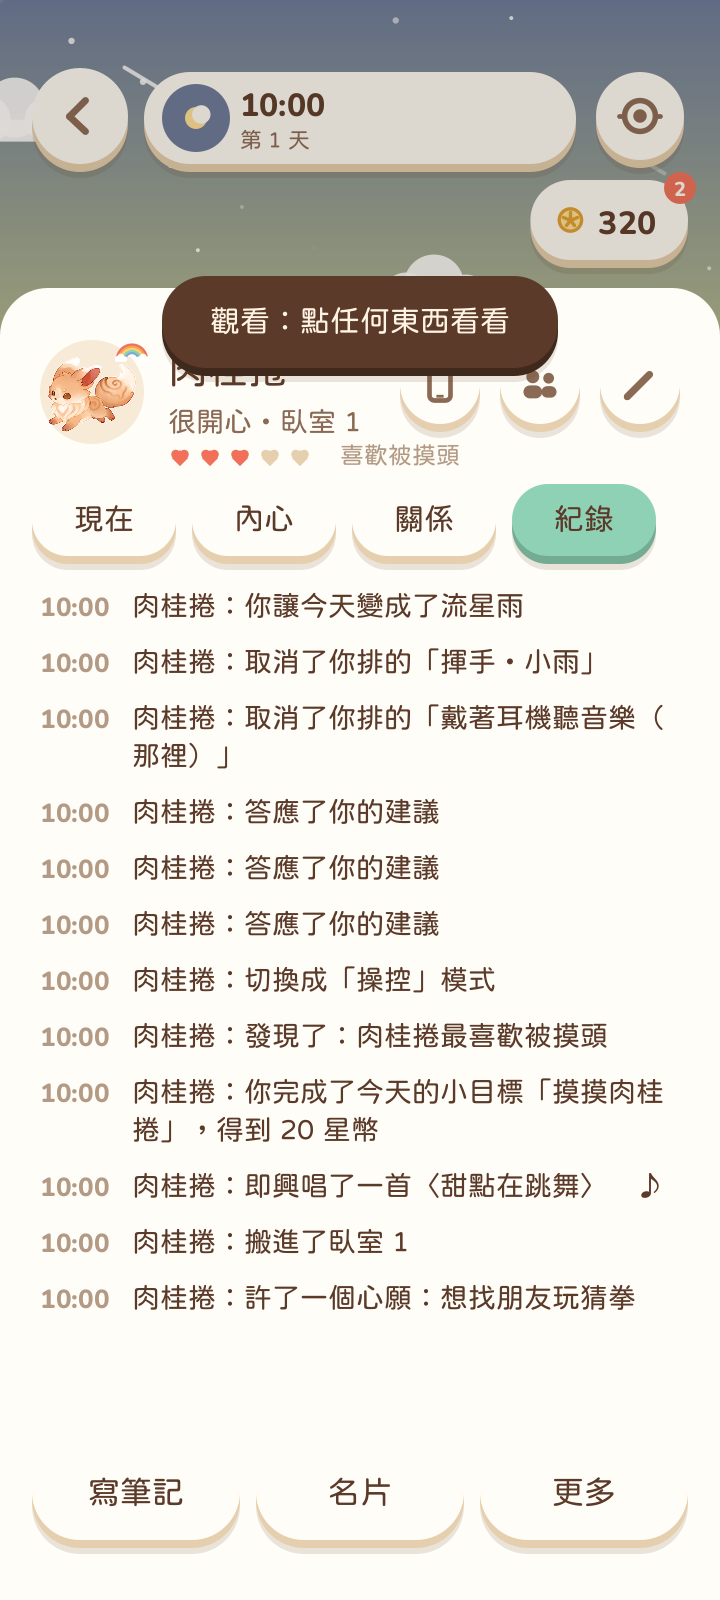 10:00
第 1 天
2
320
觀看：點任何東西看看
肉桂捲
很開心・臥室 1
喜歡被摸頭
現在
內心
關係
紀錄
10:00 肉桂捲：你讓今天變成了流星雨
10:00 肉桂捲：取消了你排的「揮手・小雨」
10:00 肉桂捲：取消了你排的「戴著耳機聽音樂（
那裡）」
10:00 肉桂捲：答應了你的建議
10:00 肉桂捲：答應了你的建議
10:00 肉桂捲：答應了你的建議
10:00 肉桂捲：切換成「操控」模式
10:00 肉桂捲：發現了：肉桂捲最喜歡被摸頭
10:00 肉桂捲：你完成了今天的小目標「摸摸肉桂
捲」，得到 20 星幣
10:00 肉桂捲：即興唱了一首〈甜點在跳舞〉 ♪
10:00 肉桂捲：搬進了臥室 1
10:00 肉桂捲：許了一個心願：想找朋友玩猜拳
寫筆記
名片
更多